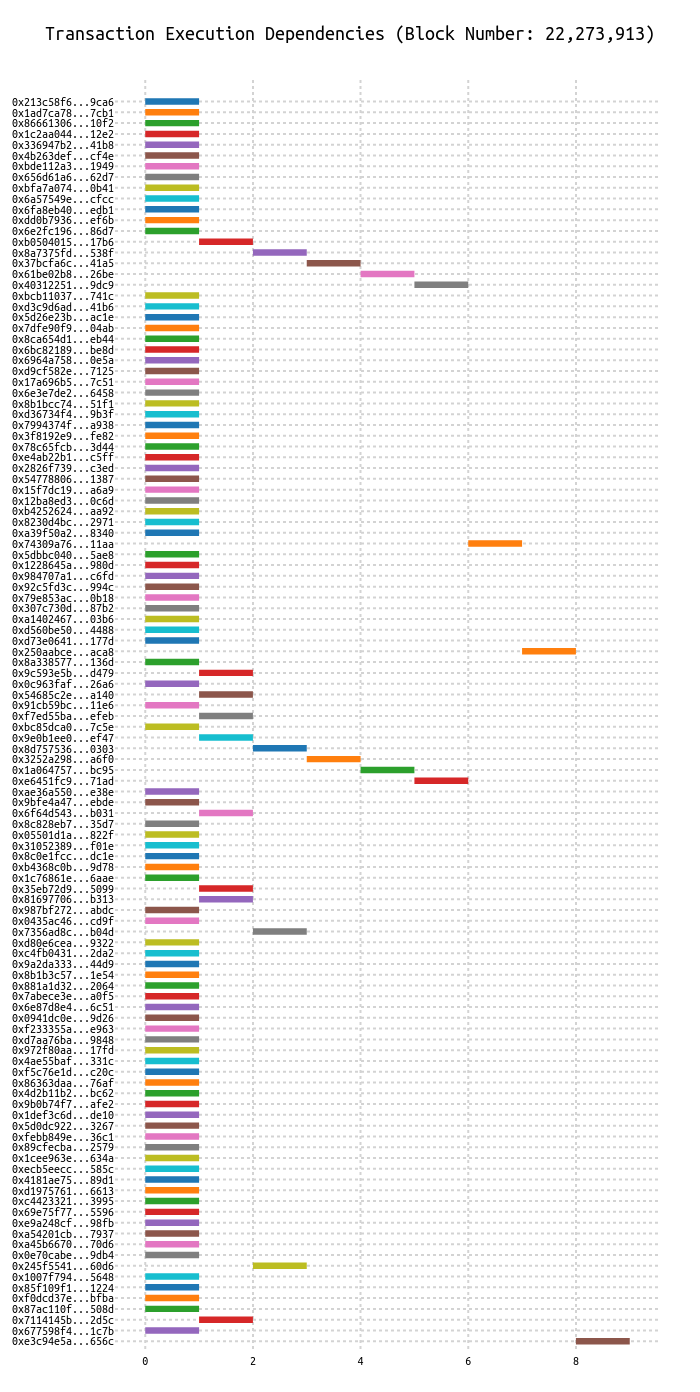 Transaction Execution Dependencies (Block Number: 22,273,913)
0x213c58f6...9ca6
0x1ad7ca78...7cb1
0x86661306...10f2
0x1c2aa044...12e2
0x336947b2...41b8
0x4b263def...cf4e
0xbde112a3...1949
0x656d61a6...62d7
0xbfa7a074...0b41
0x6a57549e...cfcc
0x6fa8eb40...edb1
0xdd0b7936...ef6b
0x6e2fc196...86d7
0xb0504015...17b6
0x8a7375fd...538f
0x37bcfa6c...41a5
0x61be02b8...26be
0x40312251...9dc9
0xbcb11037...741c
0xd3c9d6ad...41b6
0x5d26e23b...ac1e
0x7dfe90f9...04ab
0x8ca654d1...eb44
0x6bc82189...be8d
0x6964a758...0e5a
0xd9cf582e...7125
0x17a696b5...7c51
0x6e3e7de2...6458
0x8b1bcc74...51f1
0xd36734f4...9b3f
0x7994374f...a938
0x3f8192e9...fe82
0x78c65fcb...3d44
0xe4ab22b1...c5ff
0x2826f739...c3ed
0x54778806...1387
0x15f7dc19...a6a9
0x12ba8ed3...0c6d
0xb4252624...aa92
0x8230d4bc...2971
0xa39f50a2...8340
0x74309a76...11aa
0x5dbbc040...5ae8
0x1228645a...980d
0x984707a1...c6fd
0x92c5fd3c...994c
0x79e853ac...0b18
0x307c730d...87b2
0xa1402467...03b6
0xd560be50...4488
0xd73e0641...177d
0x250aabce...aca8
0x8a338577...136d
0x9c593e5b...d479
0x0c963faf...26a6
0x54685c2e...a140
0x91cb59bc...11e6
0xf7ed55ba...efeb
0xbc85dca0...7c5e
0x9e0b1ee0...ef47
0x8d757536...0303
0x3252a298...a6f0
0x1a064757...bc95
0xe6451fc9...71ad
0xae36a550...e38e
0x9bfe4a47...ebde
0x6f64d543...b031
0x8c828eb7...35d7
0x05501d1a...822f
0x31052389...f01e
0x8c0e1fcc...dc1e
0xb4368c0b...9d78
0x1c76861e...6aae
0x35eb72d9...5099
0x81697706...b313
0x987bf272...abdc
0x0435ac46...cd9f
0x7356ad8c...b04d
0xd80e6cea...9322
0xc4fb0431...2da2
0x9a2da333...44d9
0x8b1b3c57...1e54
0x881a1d32...2064
0x7abece3e...a0f5
0x6e87d8e4...6c51
0x0941dc0e...9d26
0xf233355a...e963
0xd7aa76ba...9848
0x972f80aa...17fd
0x4ae55baf...331c
0xf5c76e1d...c20c
0x86363daa...76af
0x4d2b11b2...bc62
0x9b0b74f7...afe2
0x1def3c6d...de10
0x5d0dc922...3267
0xfebb849e...36c1
0x89cfecba...2579
0x1cee963e...634a
0xecb5eecc...585c
0x4181ae75...89d1
0xd1975761...6613
0xc4423321...3995
0x69e75f77...5596
0xe9a248cf...98fb
0xa54201cb...7937
0xa45b6670...70d6
0x0e70cabe...9db4
0x245f5541...60d6
0x1007f794...5648
0x85f109f1...1224
0xf0dcd37e...bfba
0x87ac110f...508d
0x7114145b...2d5c
0x677598f4...1c7b
0xe3c94e5a...656c
0 2 4 6 8